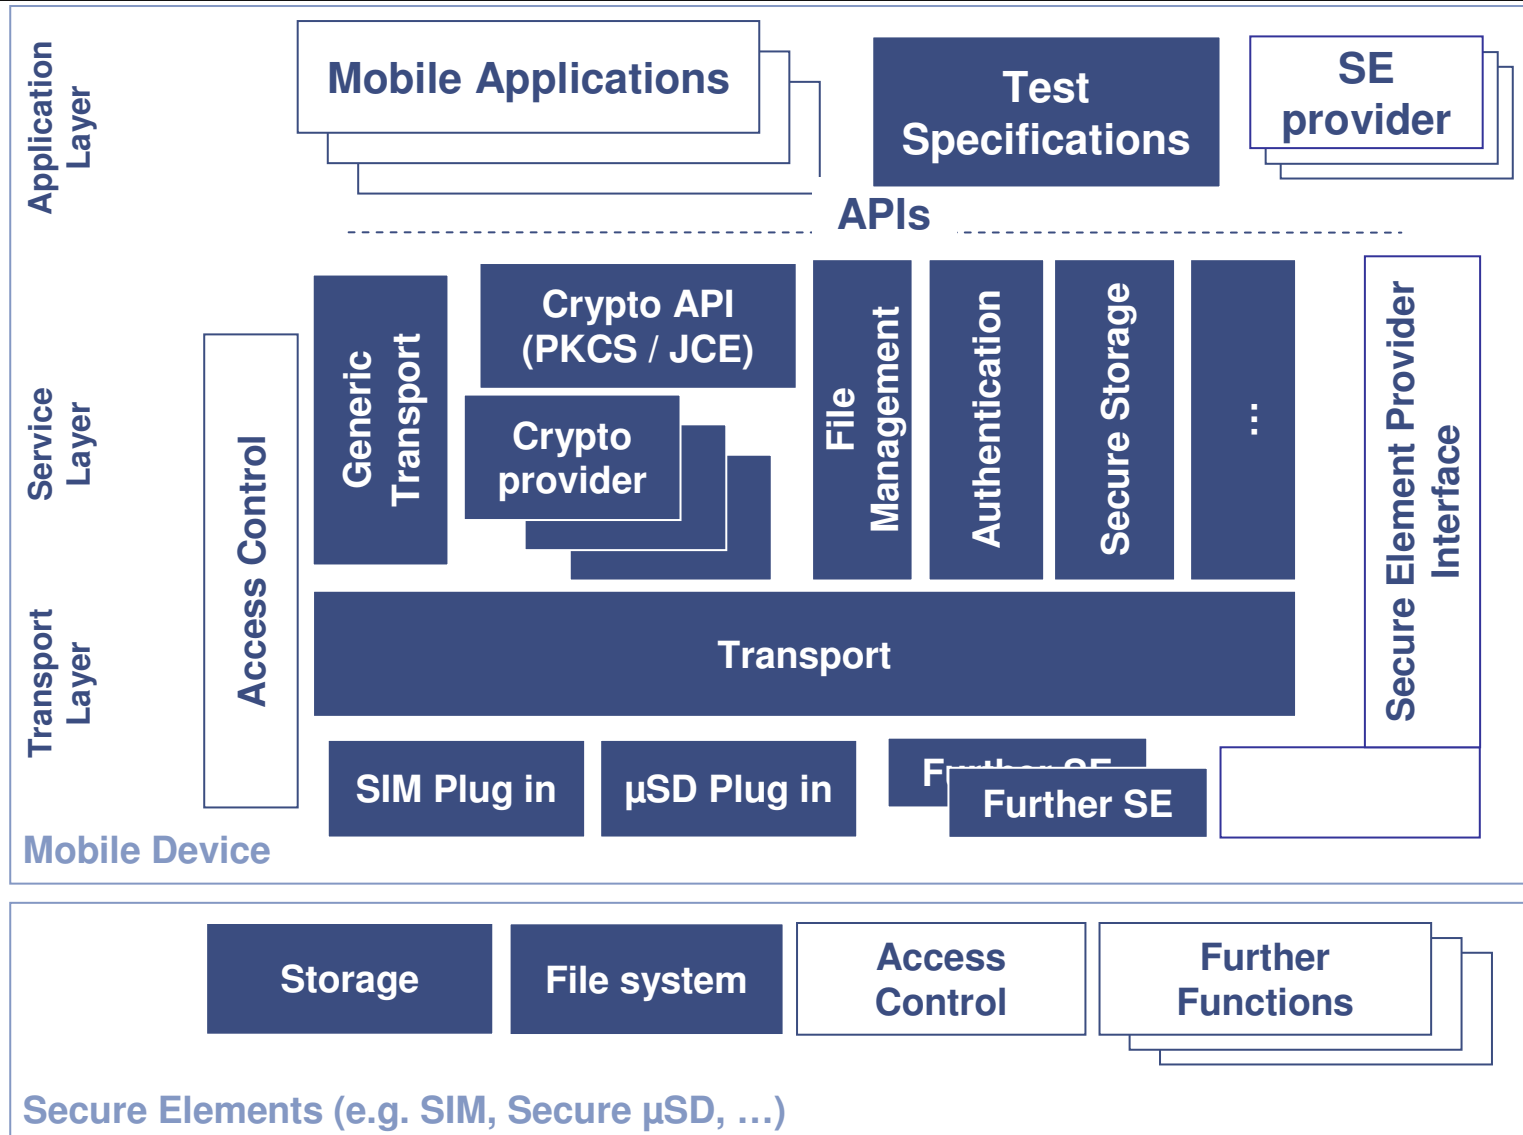 Application
Layer
Mobile Applications
Test
Specifications
SE
provider
APIs
Service
Layer
Access Control
Generic
Transport
Crypto API
(PKCS / JCE)
Crypto
provider
File
Management
Authentication
Secure Storage
...
Secure Element Provider
Interface
Transport
Layer
Transport
SIM Plug in
µSD Plug in
Further SE
Further SE
Mobile Device
Storage
File system
Access
Control
Further
Functions
Secure Elements (e.g. SIM, Secure µSD, ...)